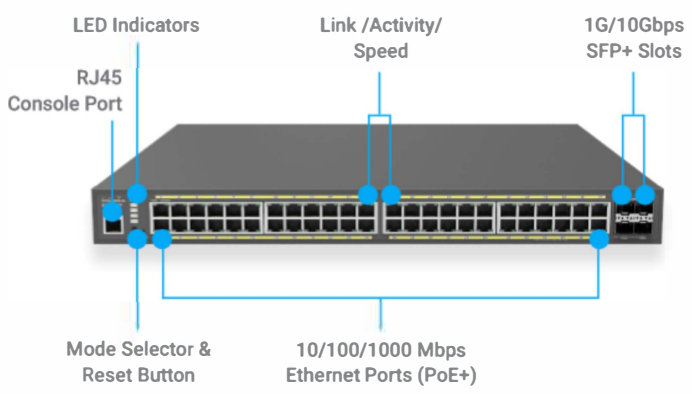 LED Indicators
Link /Activity/
Speed
1G/10Gbps
SFP+ Slots
RJ45
Console Port
Mode Selector &
Reset Button
10/100/1000 Mbps
Ethernet Ports (PoE+)